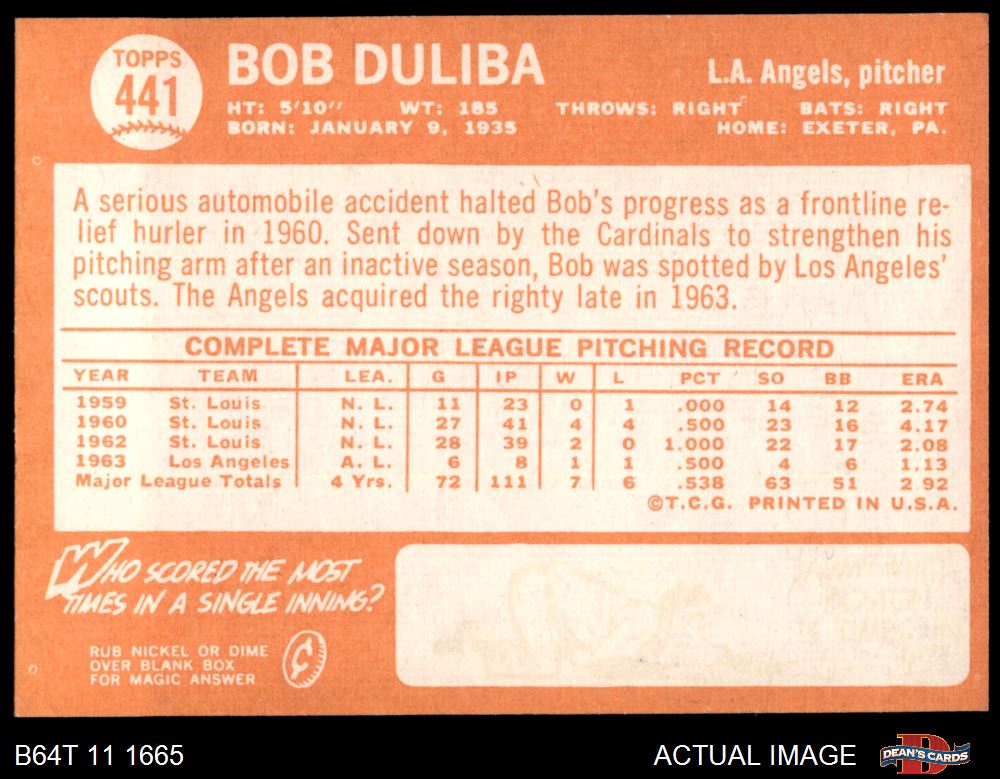 TOPPS
441
BOB DULIBA
L.A. Angels, pitcher
HT: 5'10" WT: 185 THROWS: RIGHT BATS: RIGHT
BORN: JANUARY 9, 1935 HOME: EXETER, PA.
A serious automobile accident halted Bob's progress as a frontline re-
lief hurler in 1960. Sent down by the Cardinals to strengthen his
pitching arm after an inactive season, Bob was spotted by Los Angeles'
scouts. The Angels acquired the righty late in 1963.
COMPLETE MAJOR LEAGUE PITCHING RECORD
YEAR TEAM LEA. G IP W L PCT SO BB ERA
1959 St. Louis N. L. 11 23 0 1 .000 14 12 2.74
1960 St. Louis N. L. 27 41 4 4 .500 23 16 4.17
1962 St. Louis N. L. 28 39 2 0 1.000 22 17 2.08
1963 Los Angeles A. L. 6 8 1 1 .500 4 6 1.13
Major League Totals 4 Yrs. 72 111 7 6 .538 63 51 2.92
©T.C.G. PRINTED IN U.S.A.
WHO SCORED THE MOST
TIMES IN A SINGLE INNING?
RUB NICKEL OR DIME
OVER BLANK BOX
FOR MAGIC ANSWER
¢
B64T 11 1665
ACTUAL IMAGE
DEAN'S CARDS